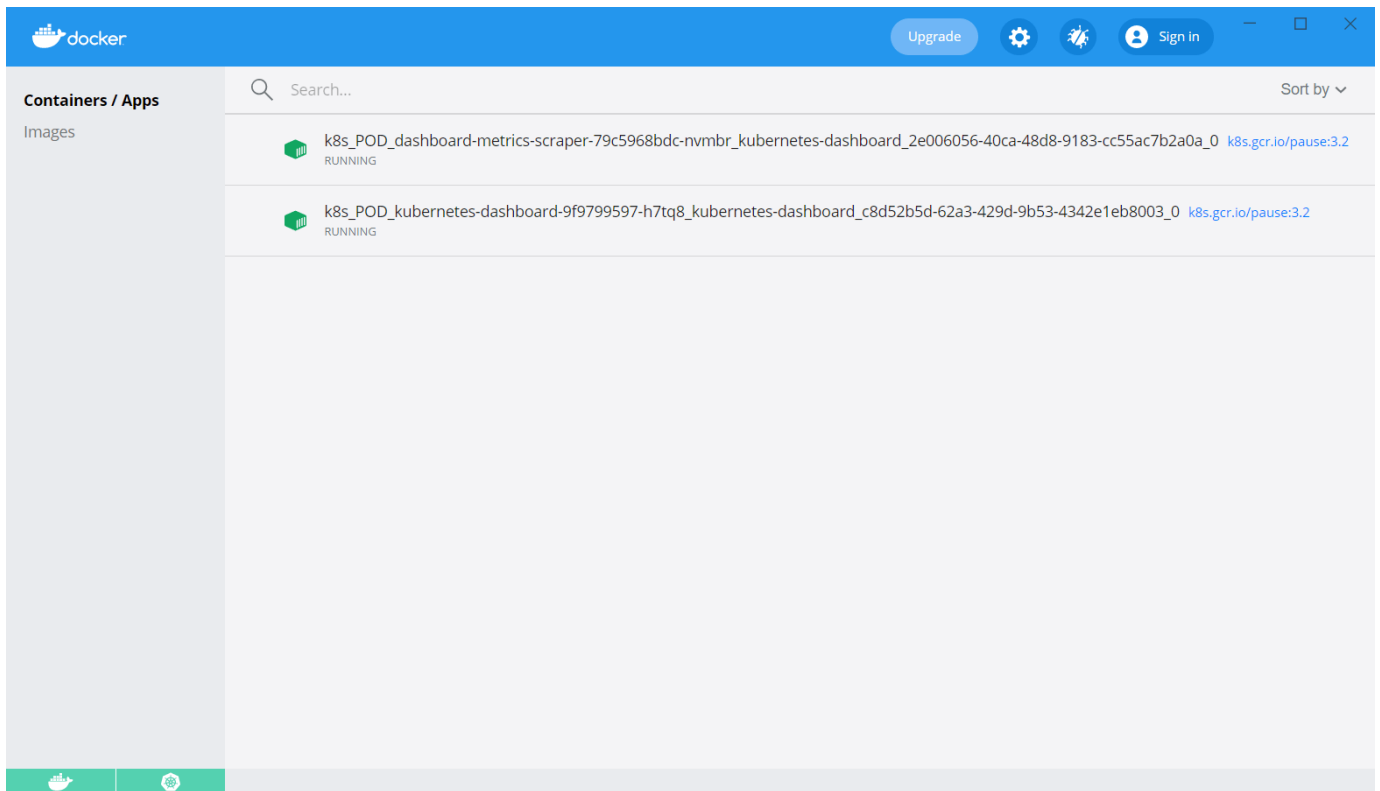 docker
Upgrade
Sign in
Containers / Apps
Images
Search...
Sort by
k8s_POD_dashboard-metrics-scraper-79c5968bdc-nvmbr_kubernetes-dashboard_2e006056-40ca-48d8-9183-cc55ac7b2a0a_0 k8s.gcr.io/pause:3.2
RUNNING
k8s_POD_kubernetes-dashboard-9f9799597-h7tq8_kubernetes-dashboard_c8d52b5d-62a3-429d-9b53-4342e1eb8003_0 k8s.gcr.io/pause:3.2
RUNNING